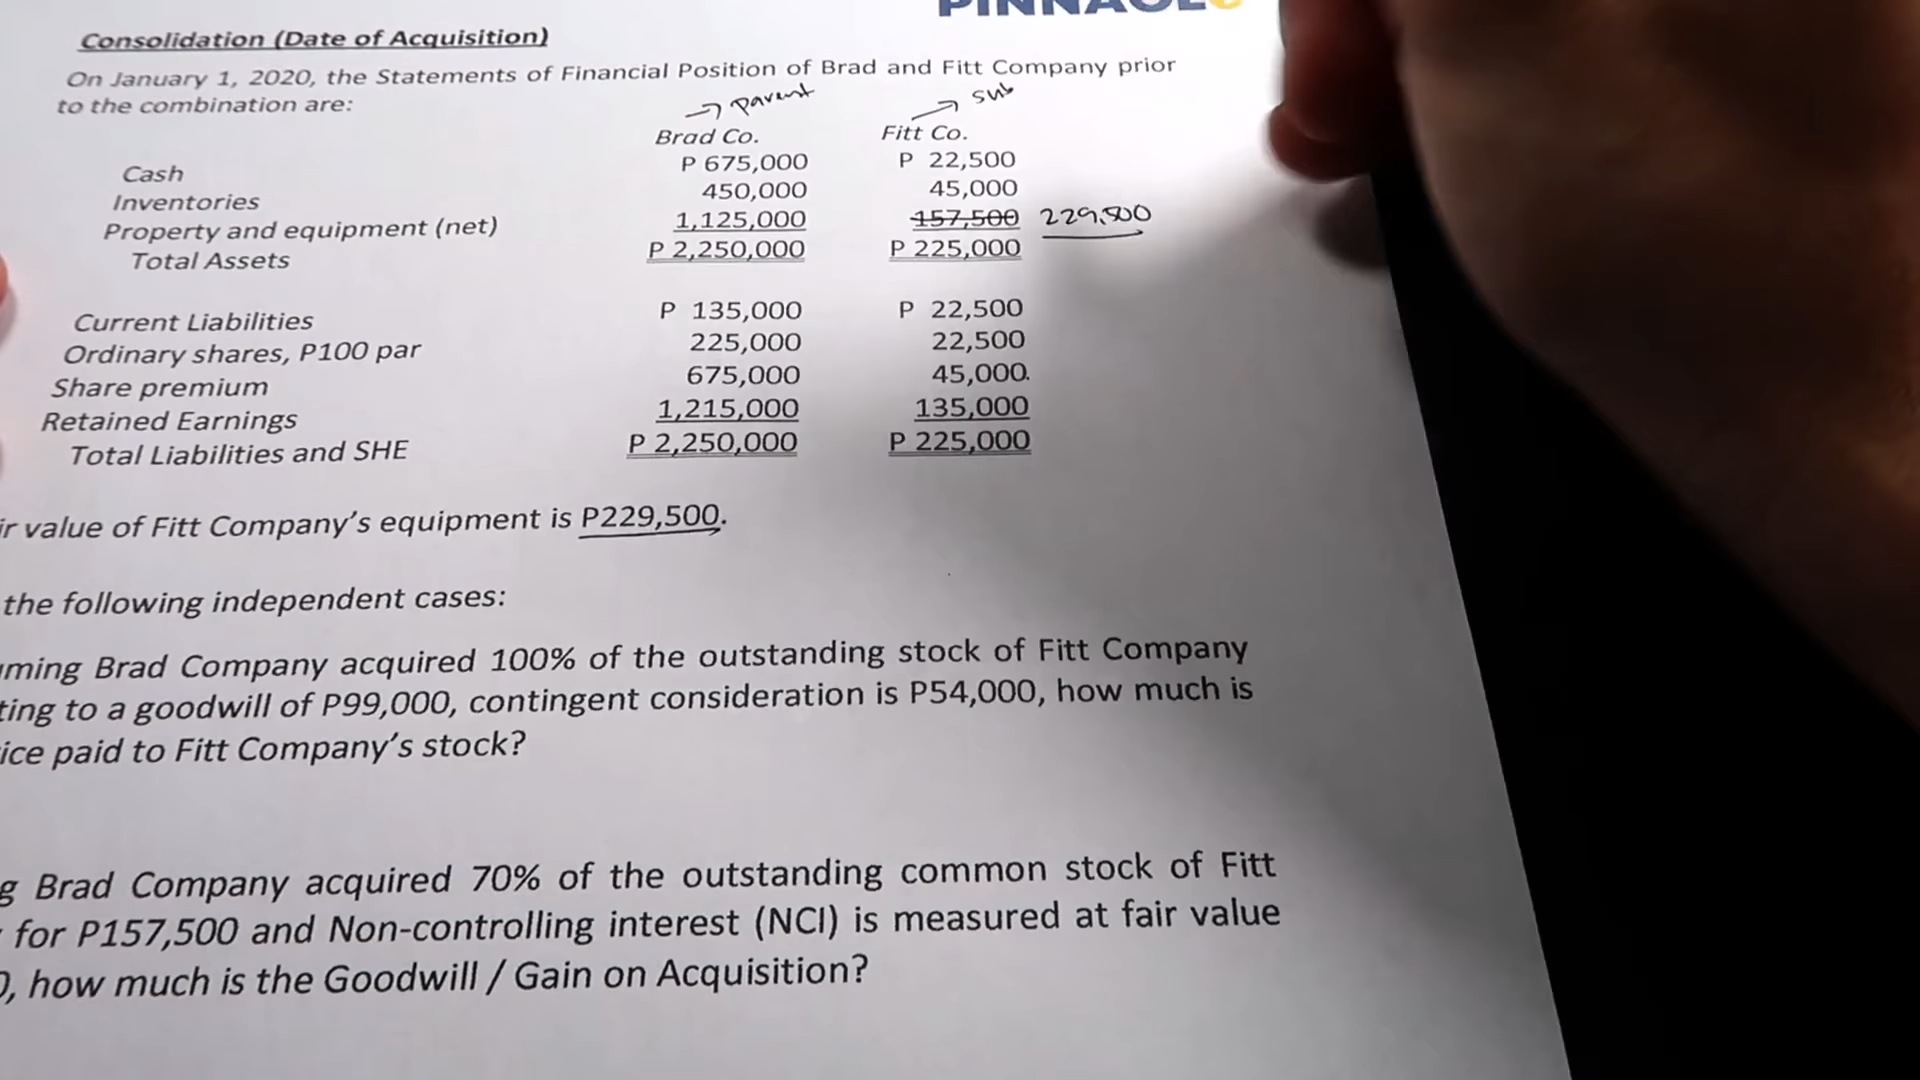 PINNACLE
Consolidation (Date of Acquisition)
On January 1, 2020, the Statements of Financial Position of Brad and Fitt Company prior
to the combination are:
→ parent → sub
Brad Co. Fitt Co.
Cash P 675,000 P 22,500
Inventories 450,000 45,000
Property and equipment (net) 1,125,000 157,500 229,500
Total Assets P 2,250,000 P 225,000
Current Liabilities P 135,000 P 22,500
Ordinary shares, P100 par 225,000 22,500
Share premium 675,000 45,000.
Retained Earnings 1,215,000 135,000
Total Liabilities and SHE P 2,250,000 P 225,000
ir value of Fitt Company's equipment is P229,500.
the following independent cases:
ming Brad Company acquired 100% of the outstanding stock of Fitt Company
ting to a goodwill of P99,000, contingent consideration is P54,000, how much is
ice paid to Fitt Company's stock?
g Brad Company acquired 70% of the outstanding common stock of Fitt
for P157,500 and Non-controlling interest (NCI) is measured at fair value
, how much is the Goodwill / Gain on Acquisition?